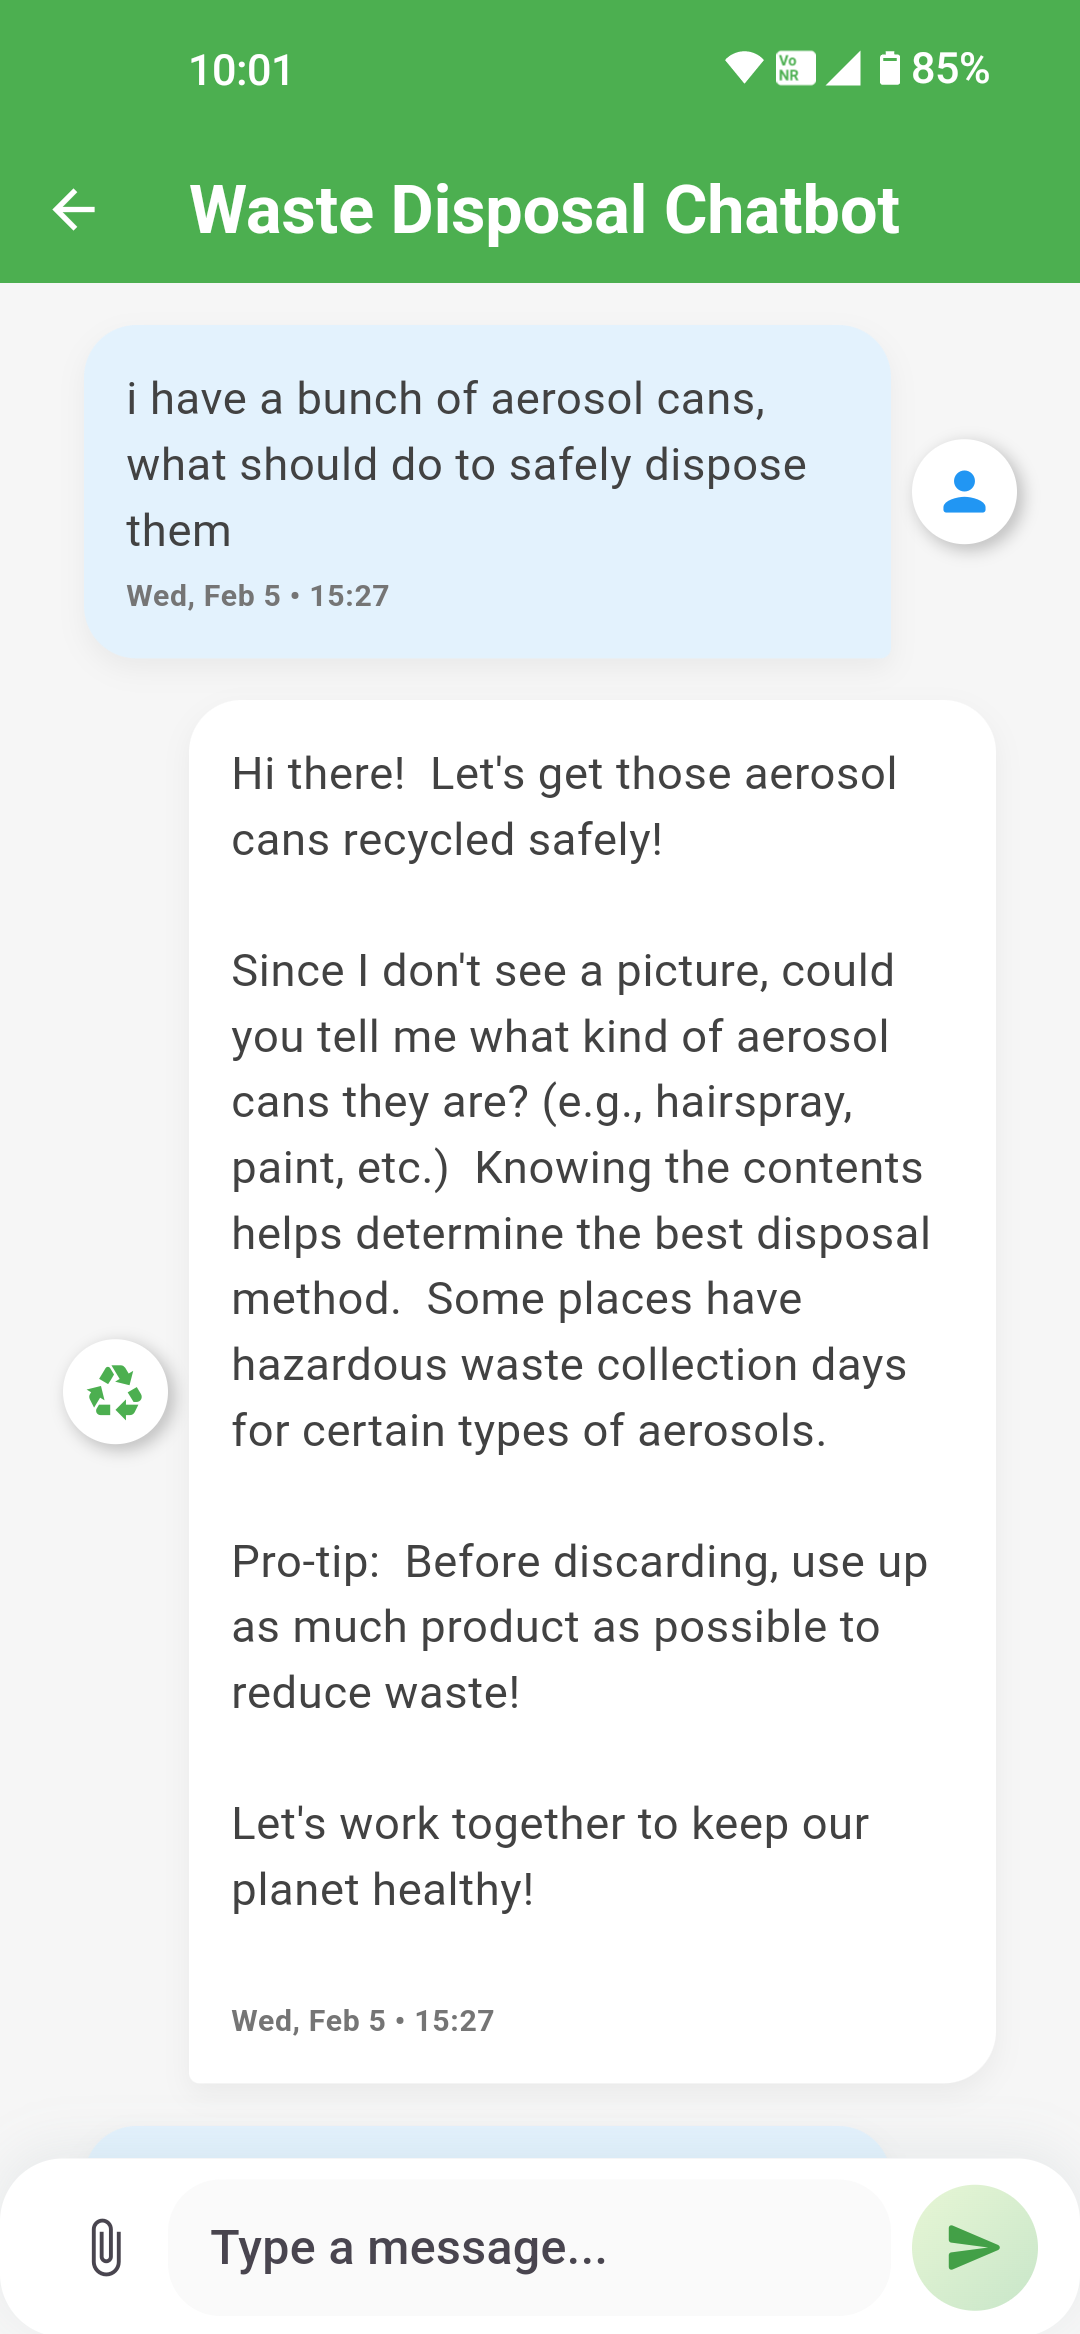 10:01
Vo
NR
85%
Waste Disposal Chatbot
i have a bunch of aerosol cans,
what should do to safely dispose
them
Wed, Feb 5 • 15:27
Hi there!  Let's get those aerosol
cans recycled safely!
Since I don't see a picture, could
you tell me what kind of aerosol
cans they are? (e.g., hairspray,
paint, etc.)  Knowing the contents
helps determine the best disposal
method.  Some places have
hazardous waste collection days
for certain types of aerosols.
Pro-tip:  Before discarding, use up
as much product as possible to
reduce waste!
Let's work together to keep our
planet healthy!
Wed, Feb 5 • 15:27
Type a message...